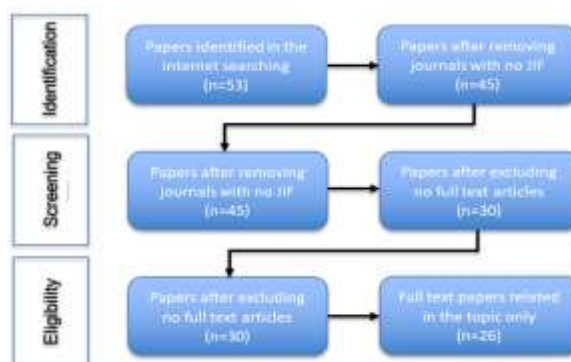 Identification
Papers identified in the
internet searching
(n=53)
Papers after removing
journals with no JIF
(n=45)
Screening
Papers after removing
journals with no JIF
(n=45)
Papers after excluding
no full text articles
(n=30)
Eligibility
Papers after excluding
no full text articles
(n=30)
Full text papers related
in the topic only
(n=26)